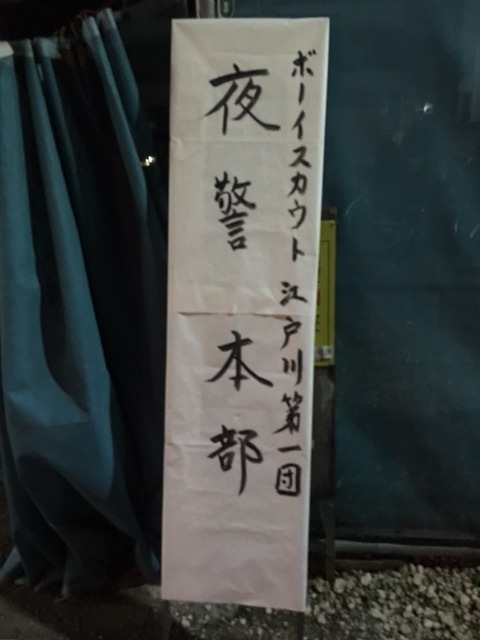 ボーイスカウト 江戸川第一団
夜警本部